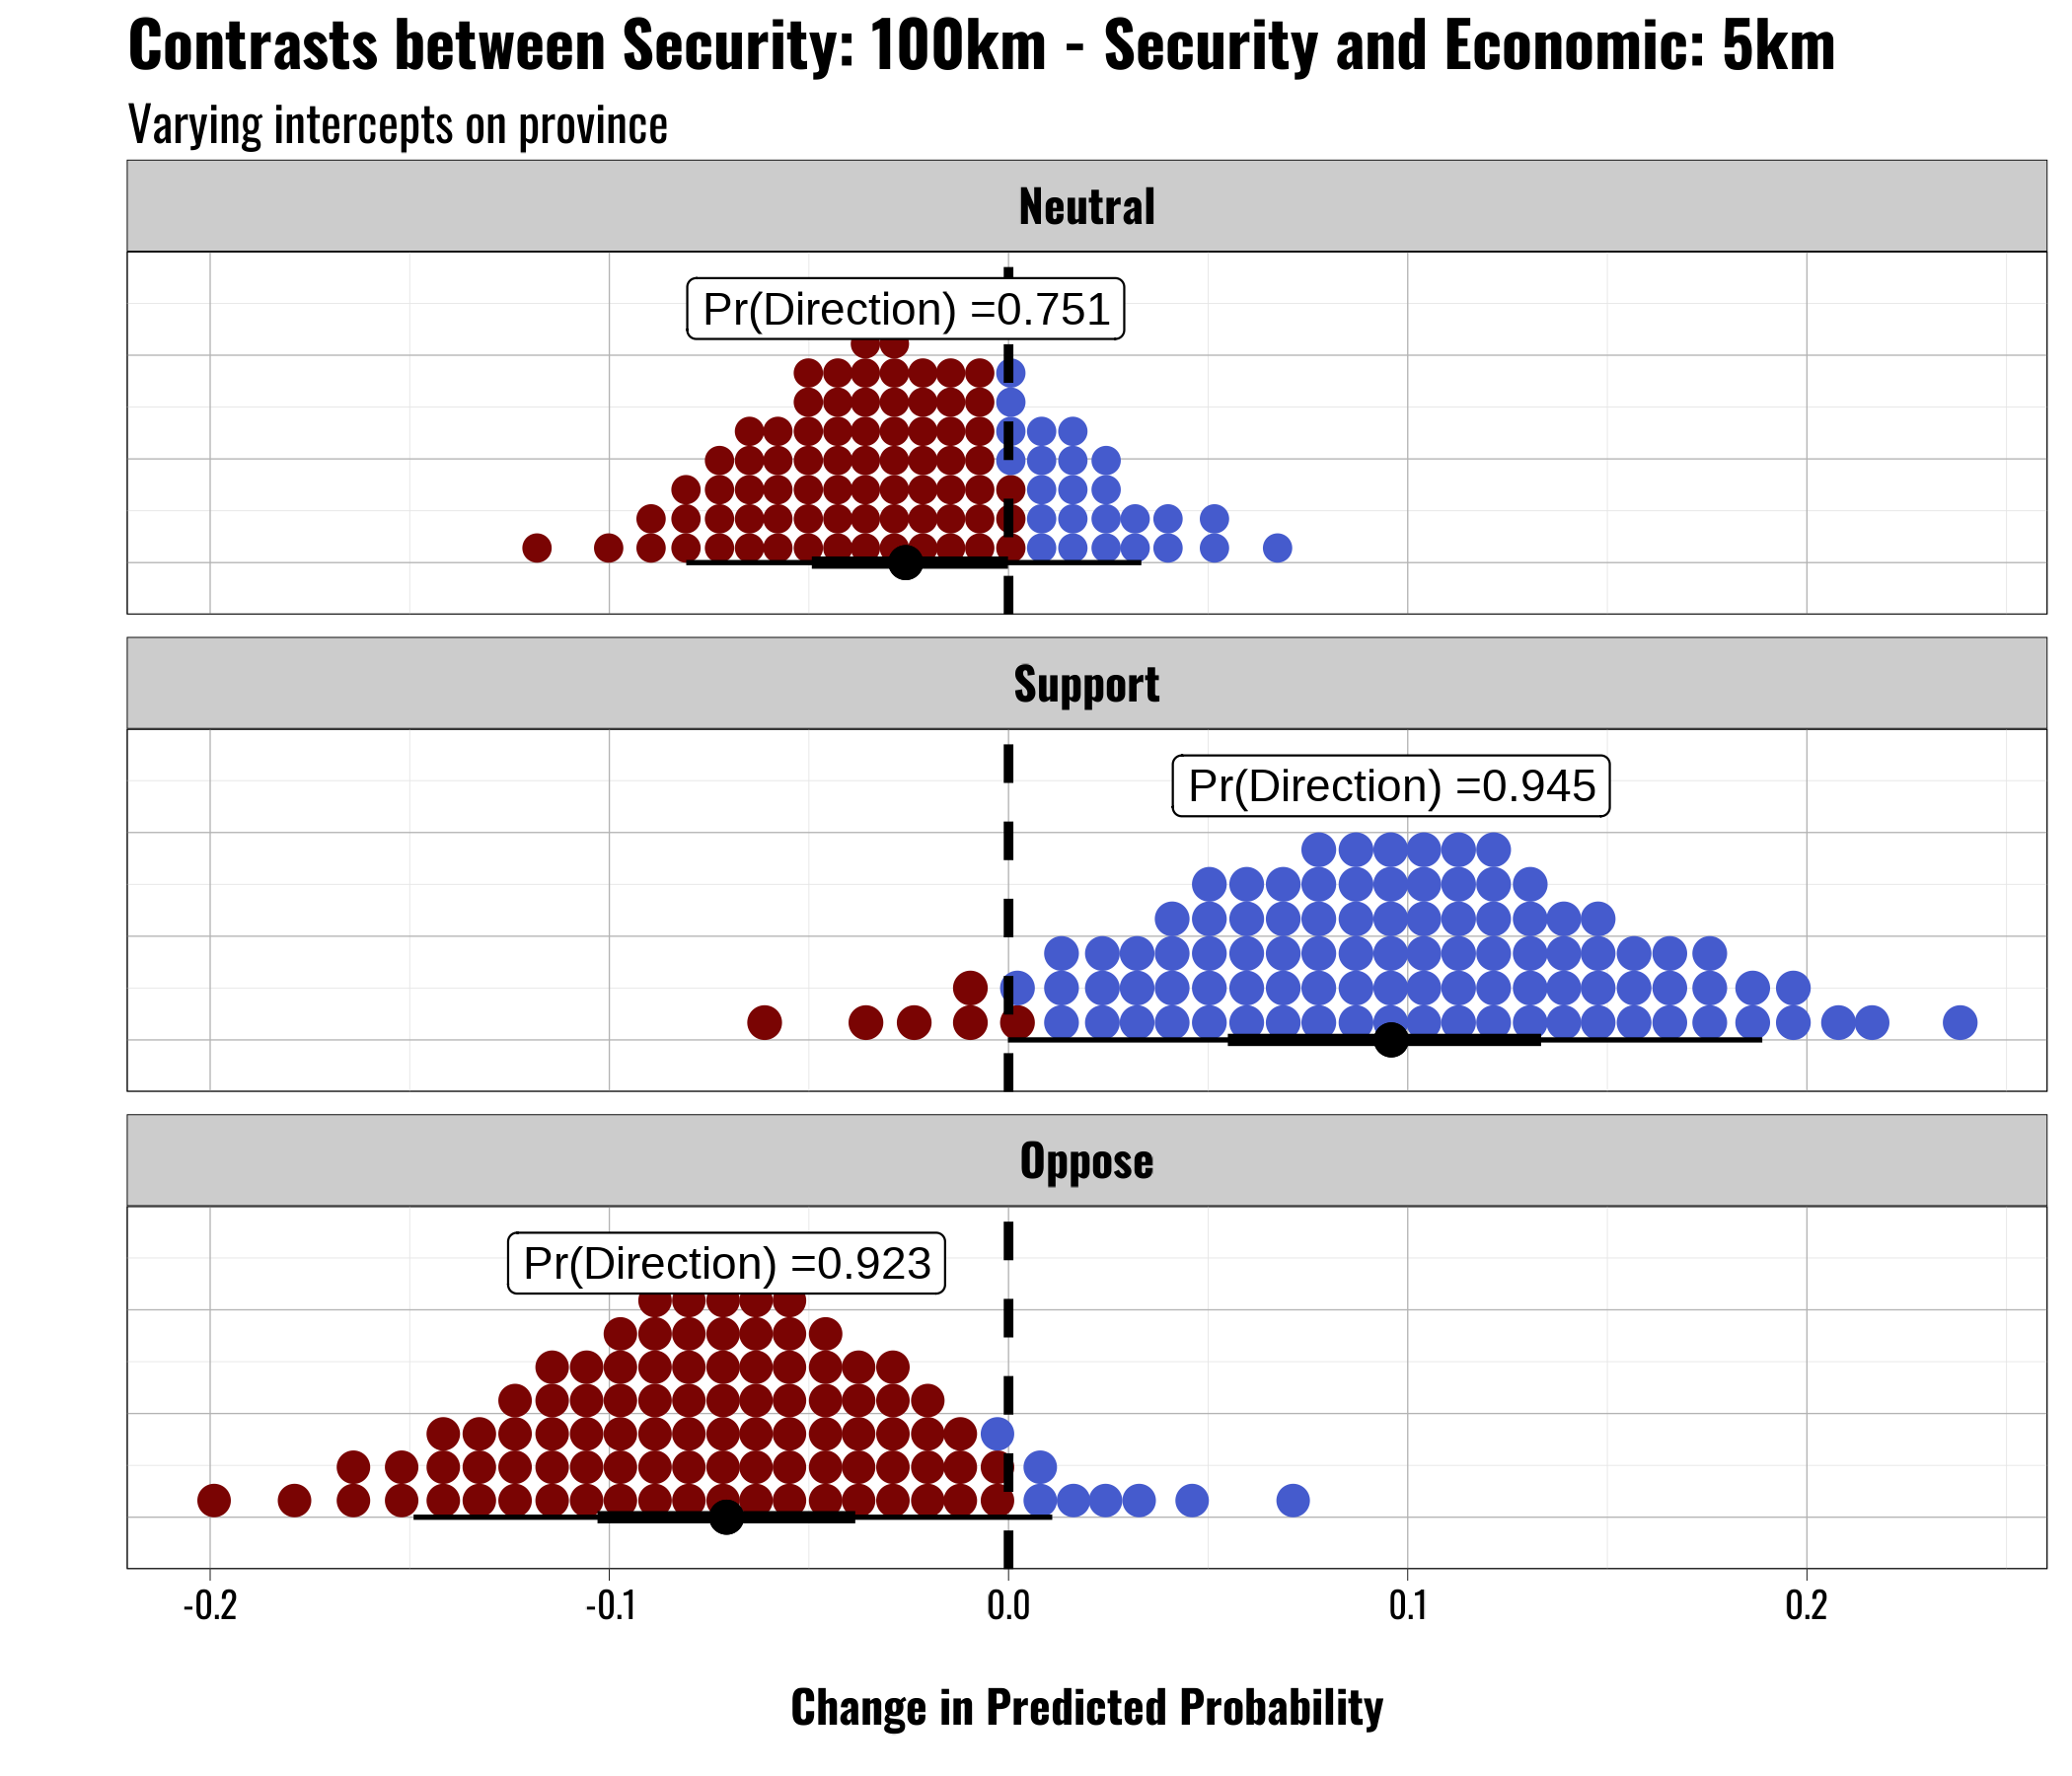 Contrasts between Security: 100km - Security and Economic: 5km
Varying intercepts on province
Neutral
Pr(Direction) =0.751
Support
Pr(Direction) =0.945
Oppose
Pr(Direction) =0.923
-0.2 -0.1 0.0 0.1 0.2
Change in Predicted Probability